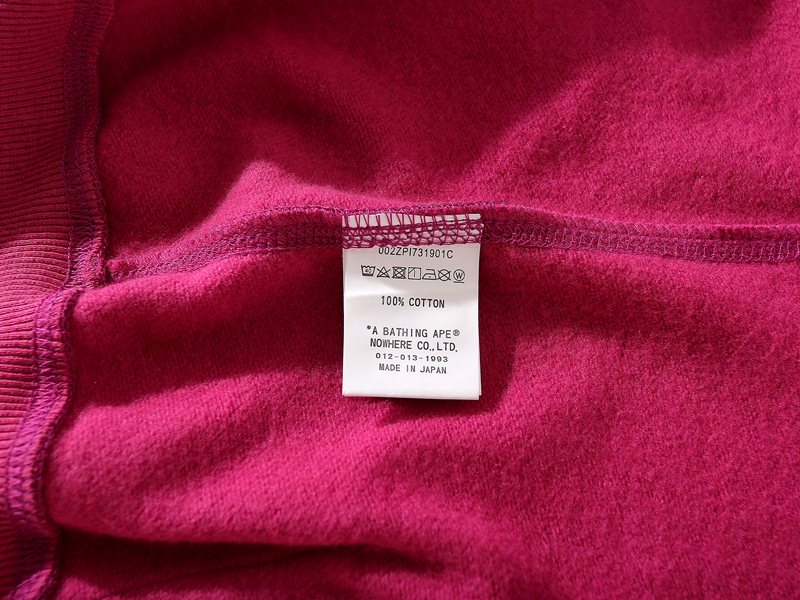 002ZPI731901C
100% COTTON
"A BATHING APE®
NOWHERE CO.,LTD.
012-013-1993
MADE IN JAPAN